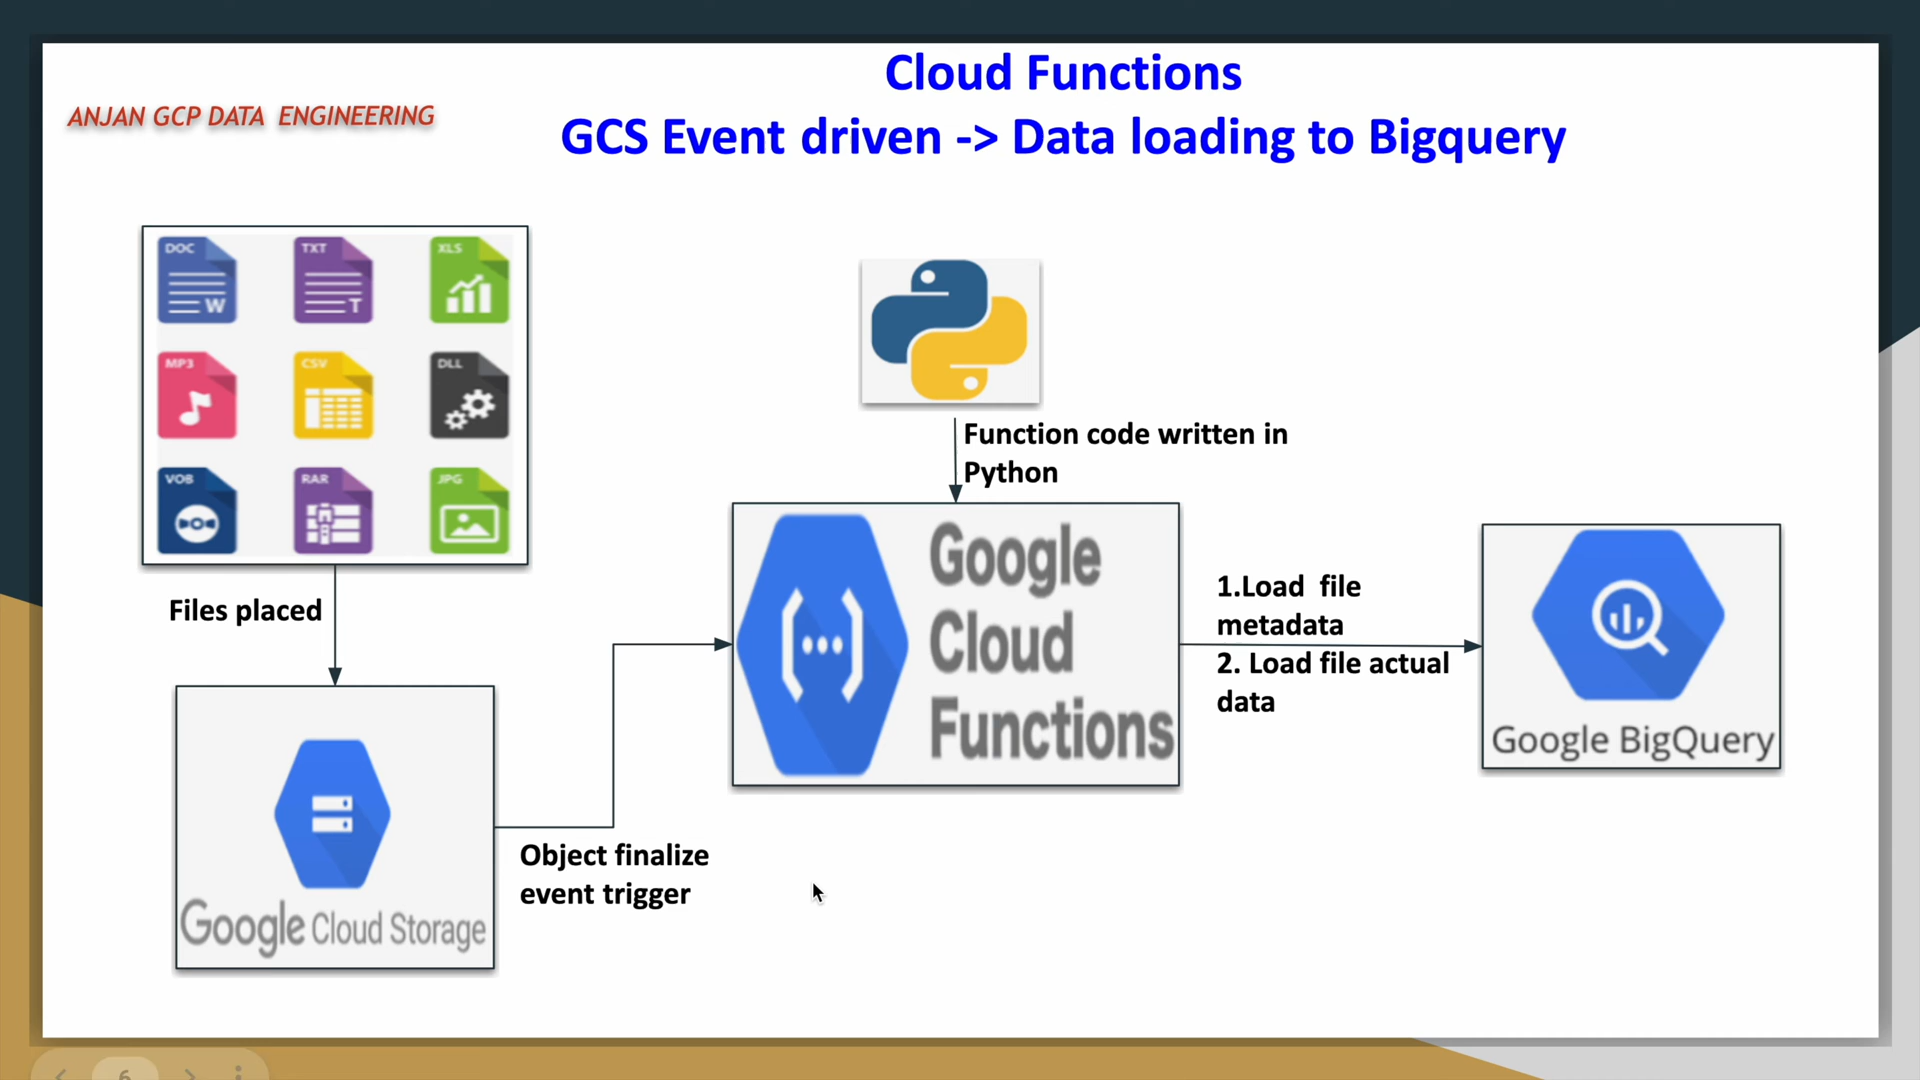 Cloud Functions
GCS Event driven -> Data loading to Bigquery
ANJAN GCP DATA ENGINEERING
DOC
W
TXT
T
XLS
MP3
CSV
DLL
VOB
RAR
JPG
Function code written in
Python
Files placed
Google
Cloud
Functions
1.Load file
metadata
2. Load file actual
data
Google BigQuery
Object finalize
event trigger
Google Cloud Storage
6